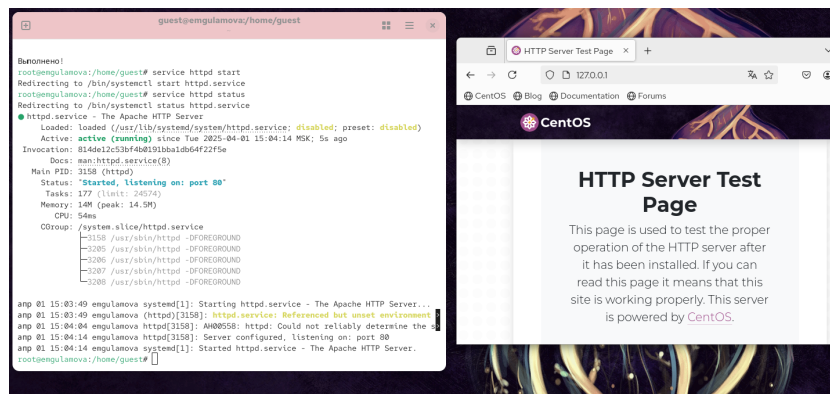 guest@emgulamova:/home/guest
Выполнено!
root@emgulamova:/home/guest# service httpd start
Redirecting to /bin/systemctl start httpd.service
root@emgulamova:/home/guest# service httpd status
Redirecting to /bin/systemctl status httpd.service
● httpd.service - The Apache HTTP Server
Loaded: loaded (/usr/lib/systemd/system/httpd.service; disabled; preset: disabled)
Active: active (running) since Tue 2025-04-01 15:04:14 MSK; 5s ago
Invocation: 814de12c53bf4b0191bba1db64f22f5e
Docs: man:httpd.service(8)
Main PID: 3158 (httpd)
Status: "Started, listening on: port 80"
Tasks: 177 (limit: 24574)
Memory: 14M (peak: 14.5M)
CPU: 54ms
CGroup: /system.slice/httpd.service
├─3158 /usr/sbin/httpd -DFOREGROUND
├─3205 /usr/sbin/httpd -DFOREGROUND
├─3206 /usr/sbin/httpd -DFOREGROUND
├─3207 /usr/sbin/httpd -DFOREGROUND
└─3208 /usr/sbin/httpd -DFOREGROUND
апр 01 15:03:49 emgulamova systemd[1]: Starting httpd.service - The Apache HTTP Server...
апр 01 15:03:49 emgulamova (httpd)[3158]: httpd.service: Referenced but unset environment >
апр 01 15:04:04 emgulamova httpd[3158]: AH00558: httpd: Could not reliably determine the s>
апр 01 15:04:14 emgulamova httpd[3158]: Server configured, listening on: port 80
апр 01 15:04:14 emgulamova systemd[1]: Started httpd.service - The Apache HTTP Server.
root@emgulamova:/home/guest#
HTTP Server Test Page
127.0.0.1
CentOS Blog Documentation Forums
CentOS
HTTP Server Test
Page
This page is used to test the proper
operation of the HTTP server after
it has been installed. If you can
read this page it means that this
site is working properly. This server
is powered by CentOS.